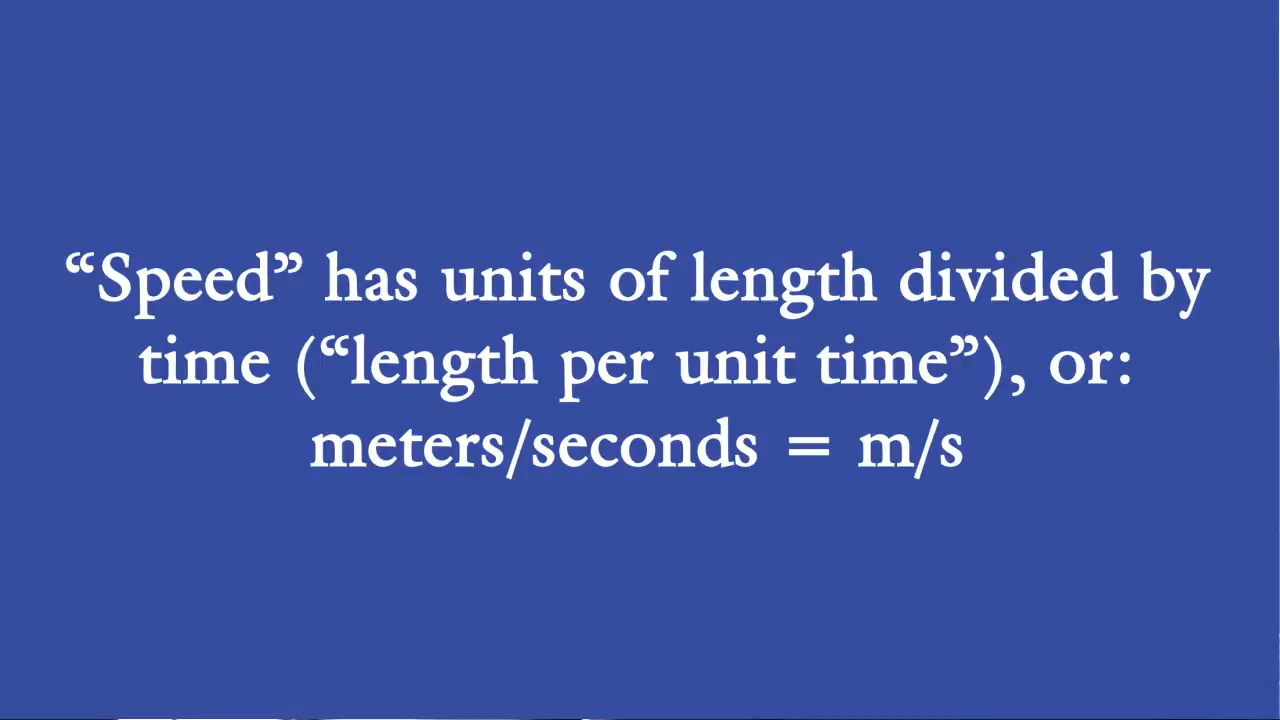 “Speed” has units of length divided by
time (“length per unit time”), or:
meters/seconds = m/s